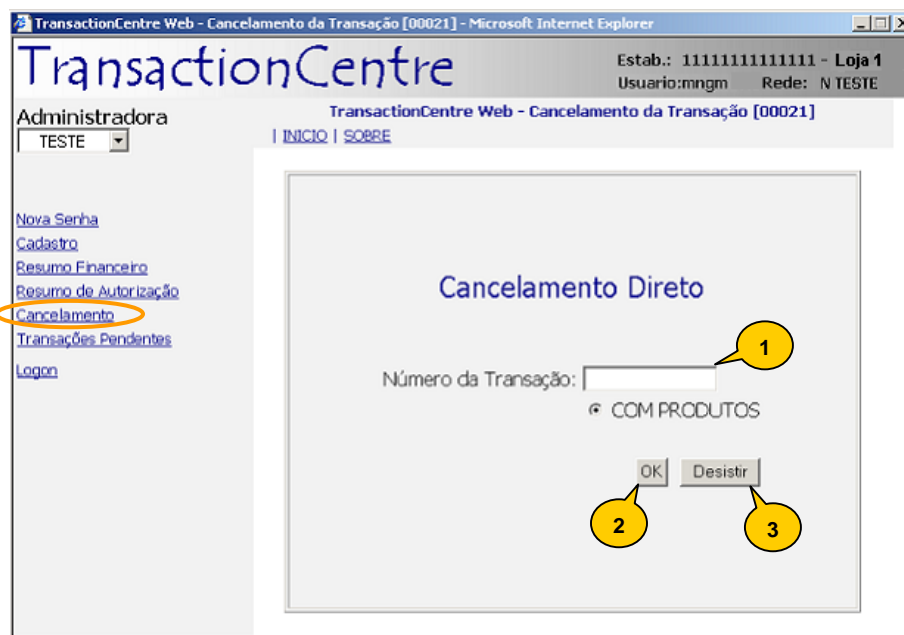 TransactionCentre Web - Cancelamento da Transação [00021] - Microsoft Internet Explorer
TransactionCentre
Estab.: 11111111111111 - Loja 1
Usuario:mngm Rede: N TESTE
Administradora
TESTE
TransactionCentre Web - Cancelamento da Transação [00021]
| INICIO | SOBRE
Nova Senha
Cadastro
Resumo Financeiro
Resumo de Autorização
Cancelamento
Transações Pendentes
Logon
Cancelamento Direto
1
Número da Transação:
COM PRODUTOS
OK Desistir
2 3